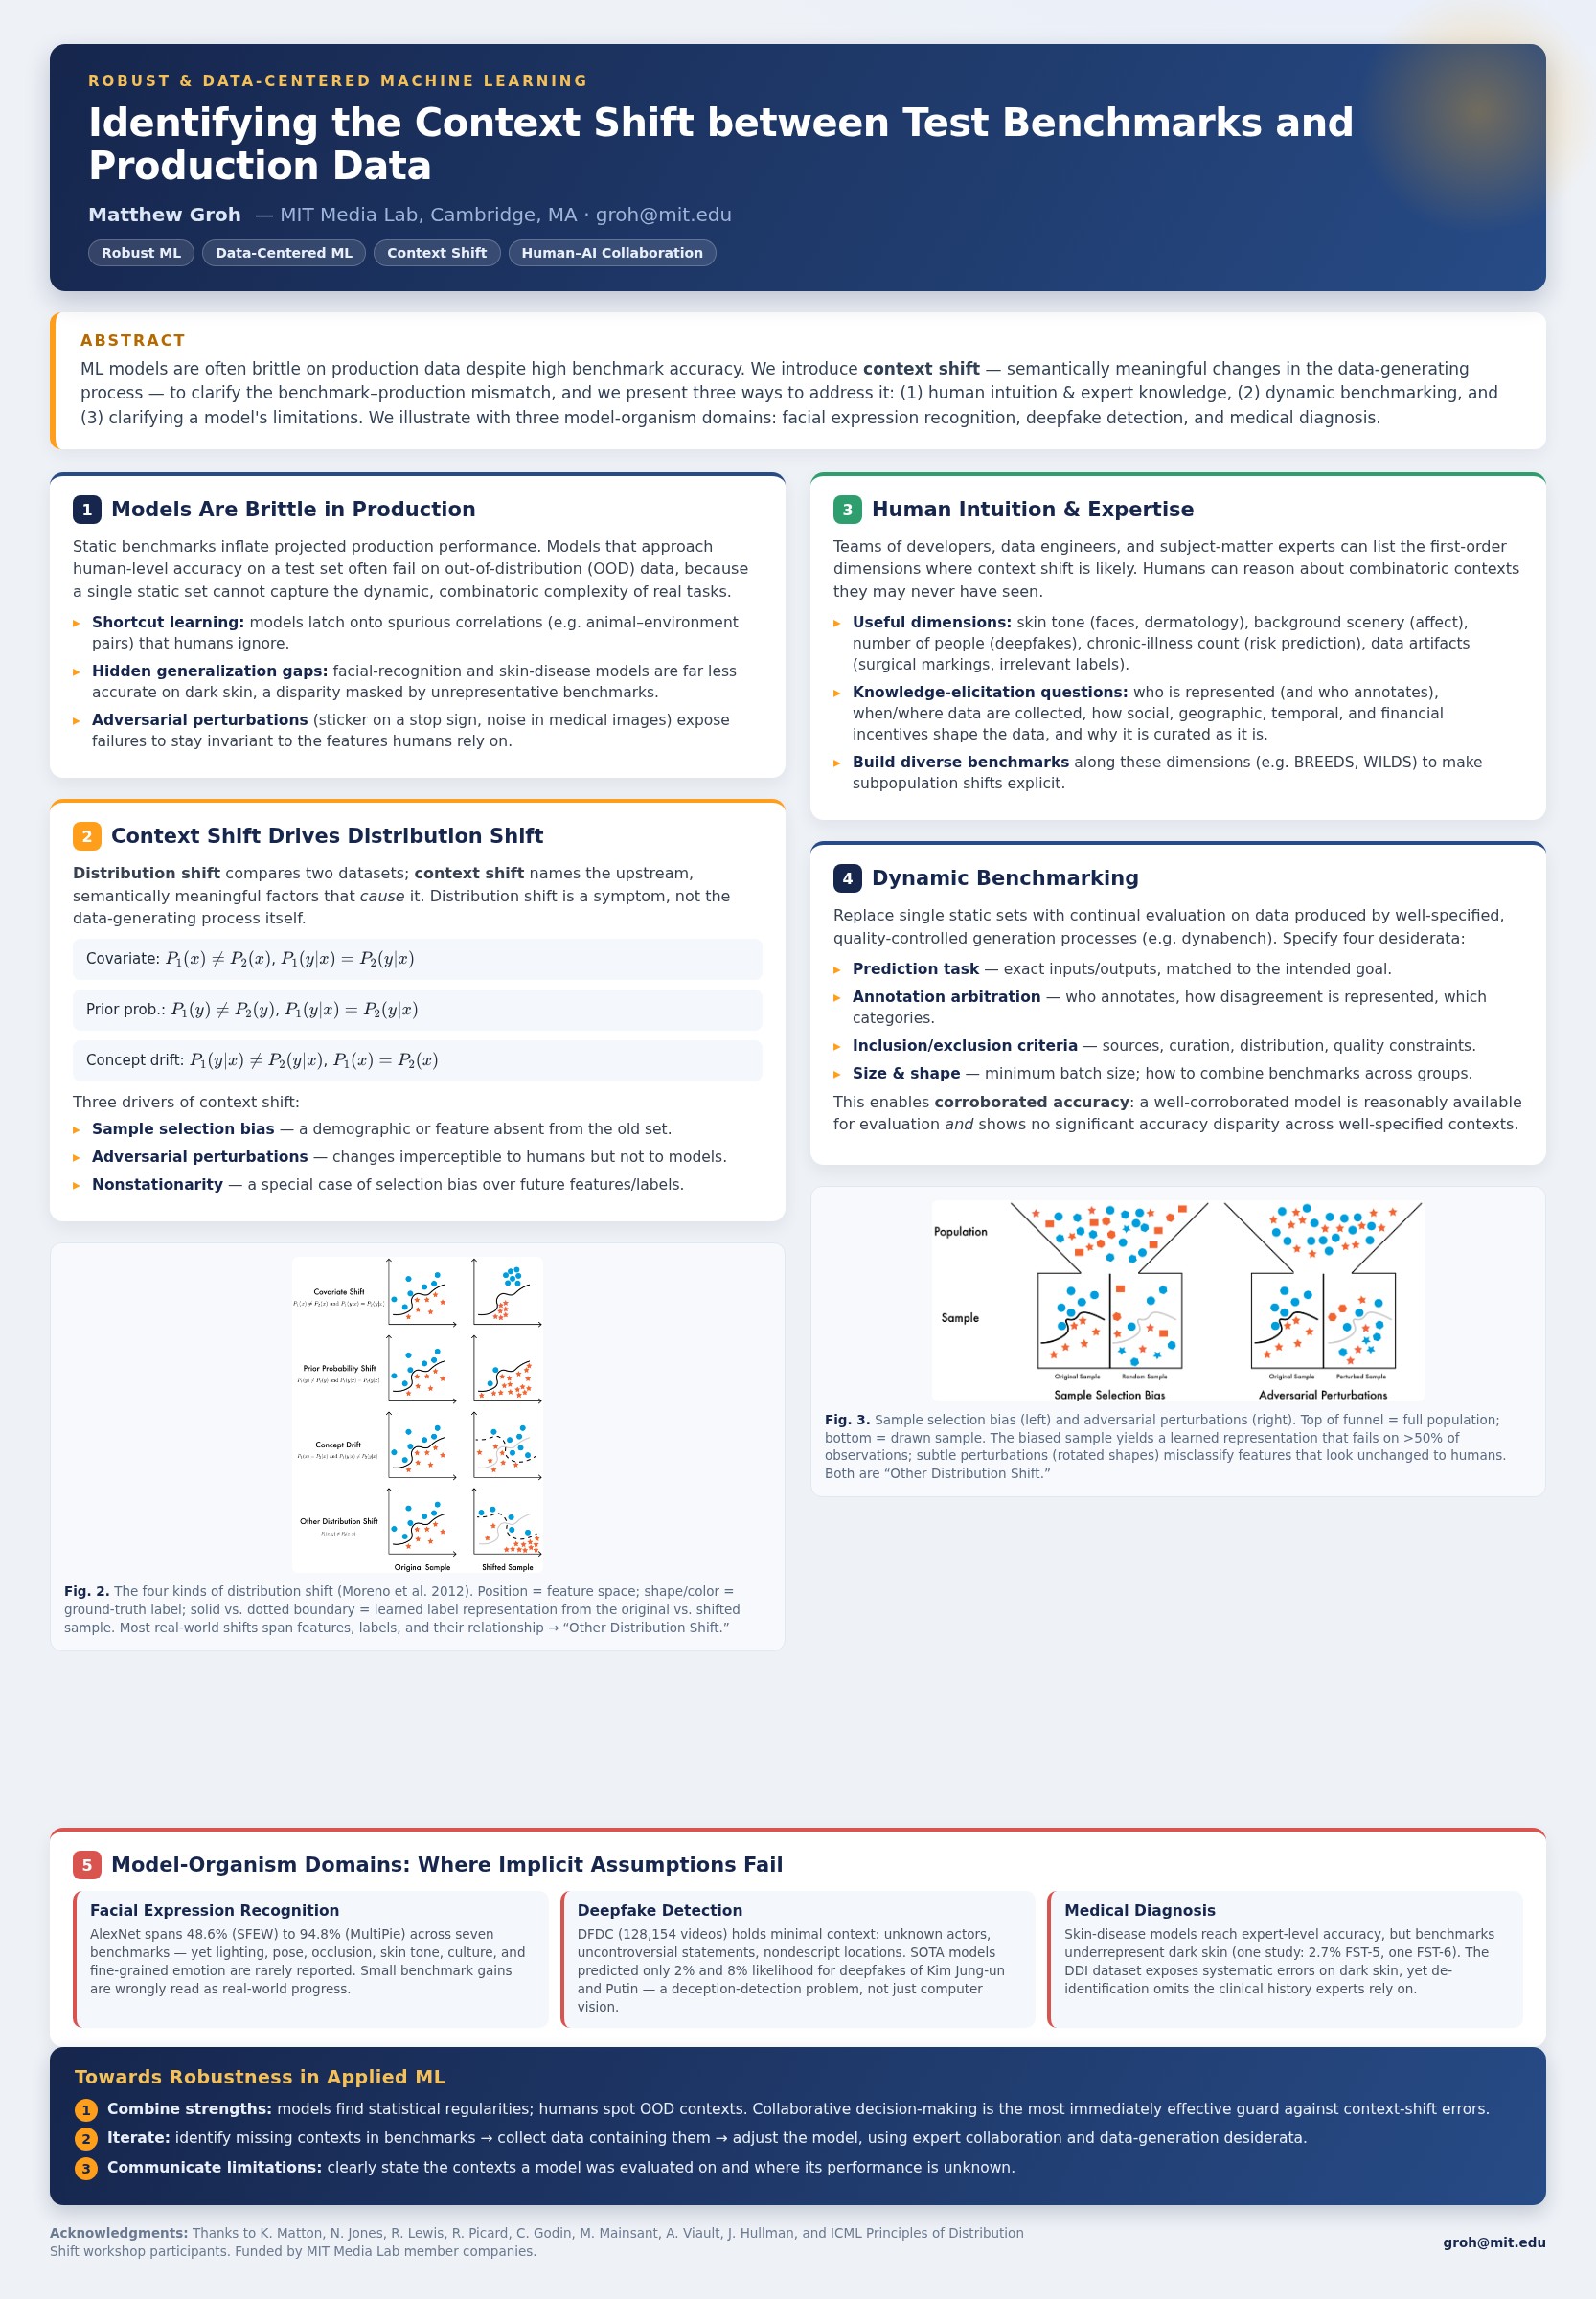 ROBUST & DATA-CENTERED MACHINE LEARNING
Identifying the Context Shift between Test Benchmarks and
Production Data
Matthew Groh — MIT Media Lab, Cambridge, MA · groh@mit.edu
Robust ML
Data-Centered ML
Context Shift
Human–AI Collaboration
ABSTRACT
ML models are often brittle on production data despite high benchmark accuracy. We introduce context shift — semantically meaningful changes in the data-generating
process — to clarify the benchmark–production mismatch, and we present three ways to address it: (1) human intuition & expert knowledge, (2) dynamic benchmarking, and
(3) clarifying a model's limitations. We illustrate with three model-organism domains: facial expression recognition, deepfake detection, and medical diagnosis.
1 Models Are Brittle in Production
Static benchmarks inflate projected production performance. Models that approach
human-level accuracy on a test set often fail on out-of-distribution (OOD) data, because
a single static set cannot capture the dynamic, combinatoric complexity of real tasks.
▸ Shortcut learning: models latch onto spurious correlations (e.g. animal–environment
pairs) that humans ignore.
▸ Hidden generalization gaps: facial-recognition and skin-disease models are far less
accurate on dark skin, a disparity masked by unrepresentative benchmarks.
▸ Adversarial perturbations (sticker on a stop sign, noise in medical images) expose
failures to stay invariant to the features humans rely on.
2 Context Shift Drives Distribution Shift
Distribution shift compares two datasets; context shift names the upstream,
semantically meaningful factors that cause it. Distribution shift is a symptom, not the
data-generating process itself.
Covariate: P₁(x) ≠ P₂(x), P₁(y|x) = P₂(y|x)
Prior prob.: P₁(y) ≠ P₂(y), P₁(y|x) = P₂(y|x)
Concept drift: P₁(y|x) ≠ P₂(y|x), P₁(x) = P₂(x)
Three drivers of context shift:
▸ Sample selection bias — a demographic or feature absent from the old set.
▸ Adversarial perturbations — changes imperceptible to humans but not to models.
▸ Nonstationarity — a special case of selection bias over future features/labels.
Covariate Shift
Prior Probability Shift
Concept Drift
Other Distribution Shift
Original Sample
Shifted Sample
Fig. 2. The four kinds of distribution shift (Moreno et al. 2012). Position = feature space; shape/color =
ground-truth label; solid vs. dotted boundary = learned label representation from the original vs. shifted
sample. Most real-world shifts span features, labels, and their relationship → “Other Distribution Shift.”
3 Human Intuition & Expertise
Teams of developers, data engineers, and subject-matter experts can list the first-order
dimensions where context shift is likely. Humans can reason about combinatoric contexts
they may never have seen.
▸ Useful dimensions: skin tone (faces, dermatology), background scenery (affect),
number of people (deepfakes), chronic-illness count (risk prediction), data artifacts
(surgical markings, irrelevant labels).
▸ Knowledge-elicitation questions: who is represented (and who annotates),
when/where data are collected, how social, geographic, temporal, and financial
incentives shape the data, and why it is curated as it is.
▸ Build diverse benchmarks along these dimensions (e.g. BREEDS, WILDS) to make
subpopulation shifts explicit.
4 Dynamic Benchmarking
Replace single static sets with continual evaluation on data produced by well-specified,
quality-controlled generation processes (e.g. dynabench). Specify four desiderata:
▸ Prediction task — exact inputs/outputs, matched to the intended goal.
▸ Annotation arbitration — who annotates, how disagreement is represented, which
categories.
▸ Inclusion/exclusion criteria — sources, curation, distribution, quality constraints.
▸ Size & shape — minimum batch size; how to combine benchmarks across groups.
This enables corroborated accuracy: a well-corroborated model is reasonably available
for evaluation and shows no significant accuracy disparity across well-specified contexts.
Population
Sample
Original Sample
Random Sample
Original Sample
Perturbed Sample
Sample Selection Bias
Adversarial Perturbations
Fig. 3. Sample selection bias (left) and adversarial perturbations (right). Top of funnel = full population;
bottom = drawn sample. The biased sample yields a learned representation that fails on >50% of
observations; subtle perturbations (rotated shapes) misclassify features that look unchanged to humans.
Both are “Other Distribution Shift.”
5 Model-Organism Domains: Where Implicit Assumptions Fail
Facial Expression Recognition
AlexNet spans 48.6% (SFEW) to 94.8% (MultiPie) across seven
benchmarks — yet lighting, pose, occlusion, skin tone, culture, and
fine-grained emotion are rarely reported. Small benchmark gains
are wrongly read as real-world progress.
Deepfake Detection
DFDC (128,154 videos) holds minimal context: unknown actors,
uncontroversial statements, nondescript locations. SOTA models
predicted only 2% and 8% likelihood for deepfakes of Kim Jung-un
and Putin — a deception-detection problem, not just computer
vision.
Medical Diagnosis
Skin-disease models reach expert-level accuracy, but benchmarks
underrepresent dark skin (one study: 2.7% FST-5, one FST-6). The
DDI dataset exposes systematic errors on dark skin, yet de-
identification omits the clinical history experts rely on.
Towards Robustness in Applied ML
1 Combine strengths: models find statistical regularities; humans spot OOD contexts. Collaborative decision-making is the most immediately effective guard against context-shift errors.
2 Iterate: identify missing contexts in benchmarks → collect data containing them → adjust the model, using expert collaboration and data-generation desiderata.
3 Communicate limitations: clearly state the contexts a model was evaluated on and where its performance is unknown.
Acknowledgments: Thanks to K. Matton, N. Jones, R. Lewis, R. Picard, C. Godin, M. Mainsant, A. Viault, J. Hullman, and ICML Principles of Distribution
Shift workshop participants. Funded by MIT Media Lab member companies.
groh@mit.edu